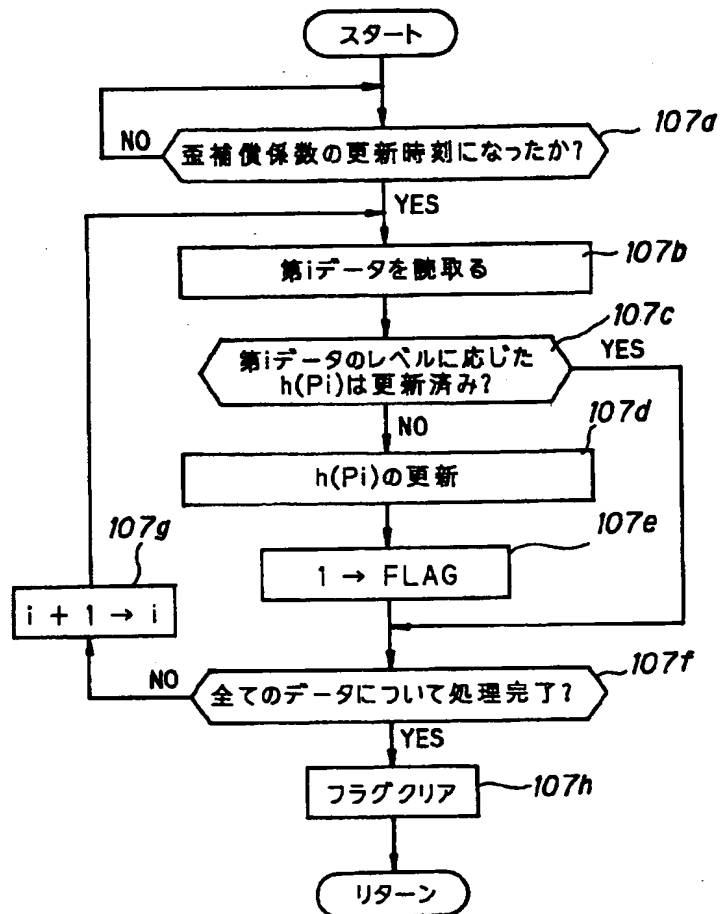 スタート
107a
NO
歪補償係数の更新時刻になったか?
YES
107b
第iデータを読取る
107c
第iデータのレベルに応じた
h(Pi)は更新済み?
YES
NO
107d
h(Pi)の更新
107g
107e
1 → FLAG
i + 1 → i
107f
NO
全てのデータについて処理完了?
YES
フラグクリア
107h
リターン